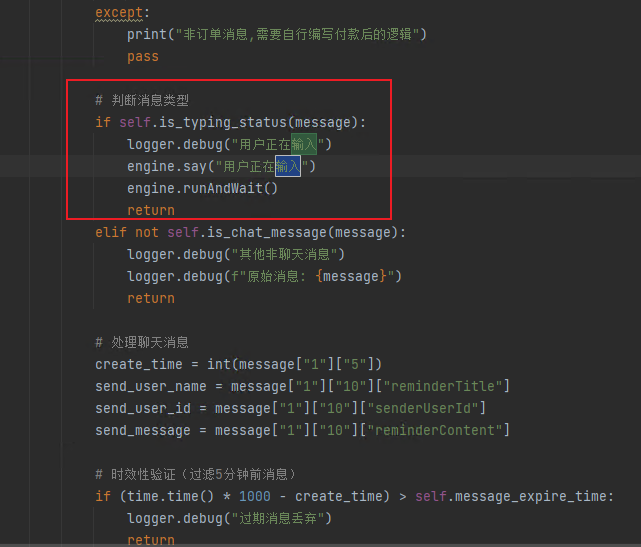 except:
print("非订单消息,需要自行编写付款后的逻辑")
pass
# 判断消息类型
if self.is_typing_status(message):
logger.debug("用户正在输入")
engine.say("用户正在输入")
engine.runAndWait()
return
elif not self.is_chat_message(message):
logger.debug("其他非聊天消息")
logger.debug(f"原始消息: {message}")
return
# 处理聊天消息
create_time = int(message["1"]["5"])
send_user_name = message["1"]["10"]["reminderTitle"]
send_user_id = message["1"]["10"]["senderUserId"]
send_message = message["1"]["10"]["reminderContent"]
# 时效性验证（过滤5分钟前消息）
if (time.time() * 1000 - create_time) > self.message_expire_time:
logger.debug("过期消息丢弃")
return